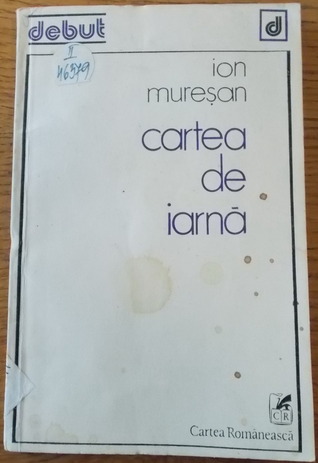 debut
d
II
46579
ion
mureșan
cartea
de
iarnă
CR
Cartea Românească